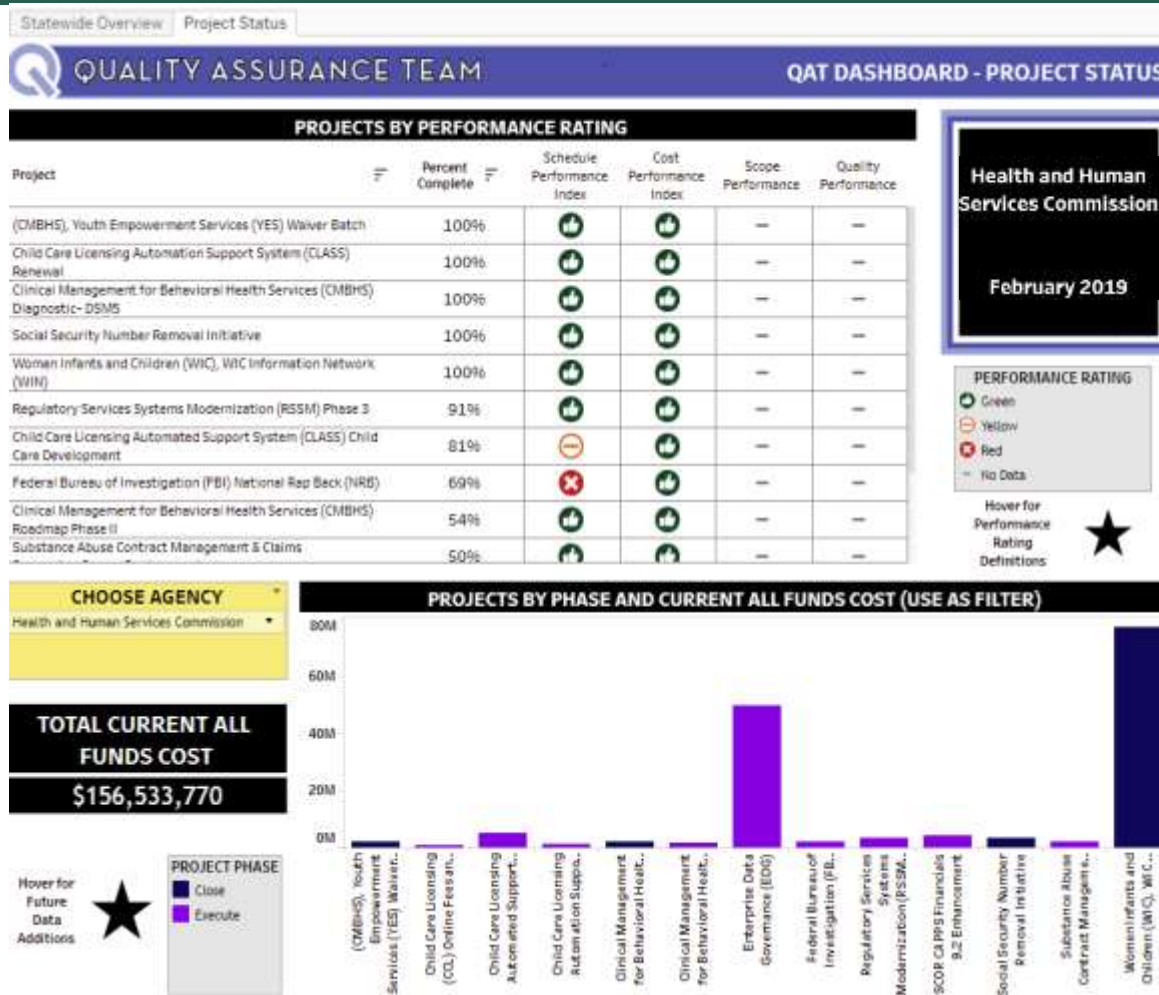 Statewide Overview
Project Status
QUALITY ASSURANCE TEAM
QAT DASHBOARD - PROJECT STATUS
PROJECTS BY PERFORMANCE RATING
Project
Percent
Complete
Schedule
Performance
Index
Cost
Performance
Index
Scope
Performance
Quality
Performance
(CMBHS), Youth Empowerment Services (YES) Waiver Batch
100%
— —
Child Care Licensing Automation Support System (CLASS)
Renewal
100%
— —
Clinical Management for Behavioral Health Services (CMBHS)
Diagnostic- DSM5
100%
— —
Social Security Number Removal Initiative
100%
— —
Women Infants and Children (WIC), WIC Information Network
(WIN)
100%
— —
Regulatory Services Systems Modernization (RSSM) Phase 3
91%
— —
Child Care Licensing Automated Support System (CLASS) Child
Care Development
81%
— —
Federal Bureau of Investigation (FBI) National Rap Back (NRB)
69%
— —
Clinical Management for Behavioral Health Services (CMBHS)
Roadmap Phase II
54%
— —
Substance Abuse Contract Management & Claims
50%
— —
Health and Human
Services Commission
February 2019
PERFORMANCE RATING
Green
Yellow
Red
— No Data
Hover for
Performance
Rating
Definitions
CHOOSE AGENCY
Health and Human Services Commission
TOTAL CURRENT ALL
FUNDS COST
$156,533,770
Hover for
Future
Data
Additions
PROJECT PHASE
Close
Execute
PROJECTS BY PHASE AND CURRENT ALL FUNDS COST (USE AS FILTER)
80M
60M
40M
20M
0M
(CMBHS), Youth
Empowerment
Services (YES) Waiver..
Child Care Licensing
(CCL) Online Fees an..
Child Care Licensing
Automated Support..
Child Care Licensing
Automation Suppo..
Clinical Management
for Behavioral Healt..
Clinical Management
for Behavioral Healt..
Enterprise Data
Governance (EDG)
Federal Bureau of
Investigation (FB..
Regulatory Services
Systems
Modernization (RSSM..
SCOR CAPPS Financials
9.2 Enhancement
Social Security Number
Removal Initiative
Substance Abuse
Contract Manageme..
Women Infants and
Children (WIC), WIC..